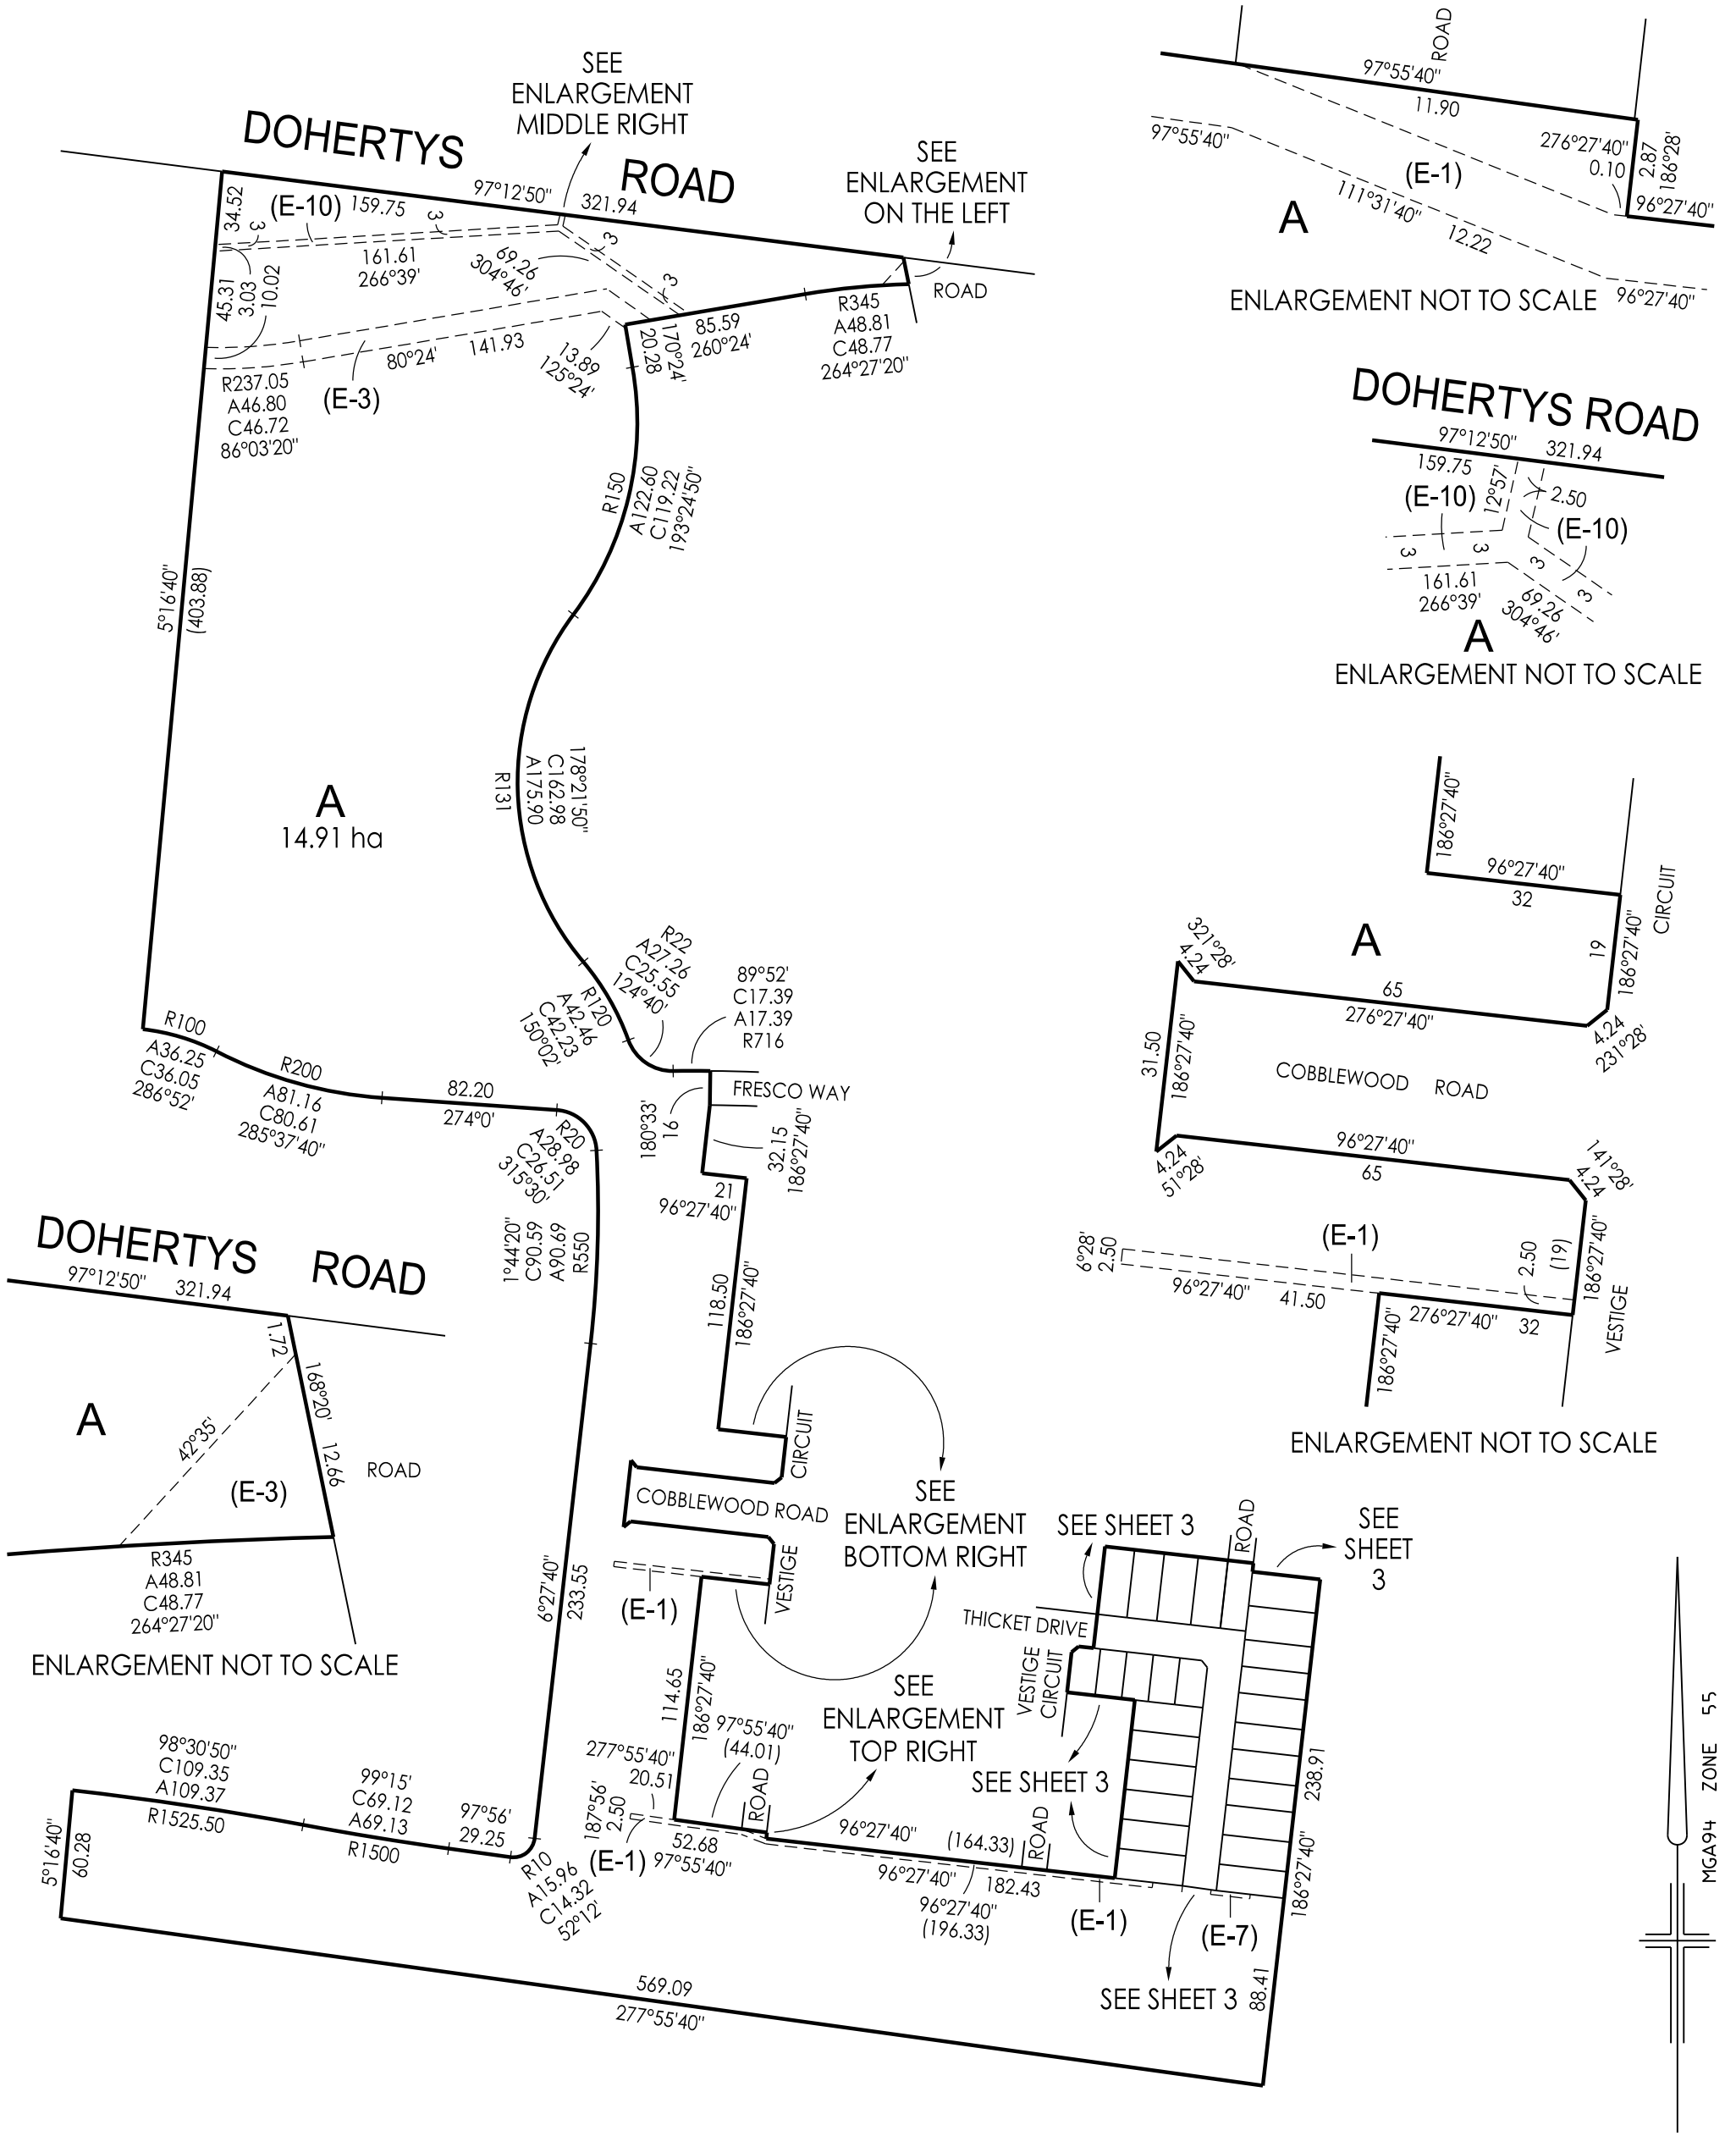 DOHERTYS ROAD
97°12'50" 321.94
SEE
ENLARGEMENT
MIDDLE RIGHT
SEE
ENLARGEMENT
ON THE LEFT
34.52
(E-10)
159.75
3
3
161.61
266°39'
69.26
304°46'
3
3
45.31
3.03
10.02
R237.05
A46.80
C46.72
86°03'20"
(E-3)
80°24'
141.93
13.89
125°24'
20.28
170°24'
85.59
260°24'
R345
A48.81
C48.77
264°27'20"
ROAD
5°16'40"
(403.88)
R150
A122.60
C119.22
193°24'50"
R131
A175.90
C162.98
178°21'50"
A
14.91 ha
R22
A27.26
C25.55
124°40'
R120
A42.46
C42.23
150°02'
89°52'
C17.39
A17.39
R716
FRESCO WAY
180°33'
16
32.15
186°27'40"
21
96°27'40"
118.50
186°27'40"
R100
A36.25
C36.05
286°52'
R200
A81.16
C80.61
285°37'40"
82.20
274°0'
R20
A28.98
C26.51
315°30'
1°44'20"
C90.59
A90.69
R550
6°27'40"
233.55
CIRCUIT
COBBLEWOOD ROAD
VESTIGE
(E-1)
SEE
ENLARGEMENT
BOTTOM RIGHT
114.65
186°27'40"
SEE
ENLARGEMENT
TOP RIGHT
97°55'40"
(44.01)
277°55'40"
20.51
187°56'
2.50
(E-1)
52.68
97°55'40"
ROAD
96°27'40"
(164.33)
ROAD
96°27'40"
182.43
96°27'40"
(196.33)
(E-1)
(E-7)
SEE SHEET 3
SEE SHEET 3
SEE SHEET 3
ROAD
SEE
SHEET
3
THICKET DRIVE
VESTIGE
CIRCUIT
238.91
186°27'40"
88.41
98°30'50"
C109.35
A109.37
R1525.50
99°15'
C69.12
A69.13
R1500
97°56'
29.25
R10
A15.96
C14.32
52°12'
5°16'40"
60.28
569.09
277°55'40"
DOHERTYS ROAD
97°12'50" 321.94
1.72
168°20'
12.66
42°35'
A
(E-3)
ROAD
R345
A48.81
C48.77
264°27'20"
ENLARGEMENT NOT TO SCALE
ROAD
97°55'40"
11.90
97°55'40"
276°27'40"
0.10
2.87
186°28'
(E-1)
96°27'40"
111°31'40"
12.22
A
96°27'40"
ENLARGEMENT NOT TO SCALE
DOHERTYS ROAD
97°12'50" 321.94
159.75
12°57'
2.50
(E-10)
(E-10)
3
3
3
3
161.61
266°39'
69.26
304°46'
A
ENLARGEMENT NOT TO SCALE
186°27'40"
96°27'40"
32
CIRCUIT
19
186°27'40"
A
321°28'
4.24
65
276°27'40"
4.24
231°28'
31.50
186°27'40"
COBBLEWOOD ROAD
96°27'40"
65
4.24
51°28'
141°28'
4.24
(E-1)
6°28'
2.50
96°27'40"
41.50
2.50
(19)
186°27'40"
276°27'40"
32
VESTIGE
186°27'40"
ENLARGEMENT NOT TO SCALE
MGA94 ZONE 55